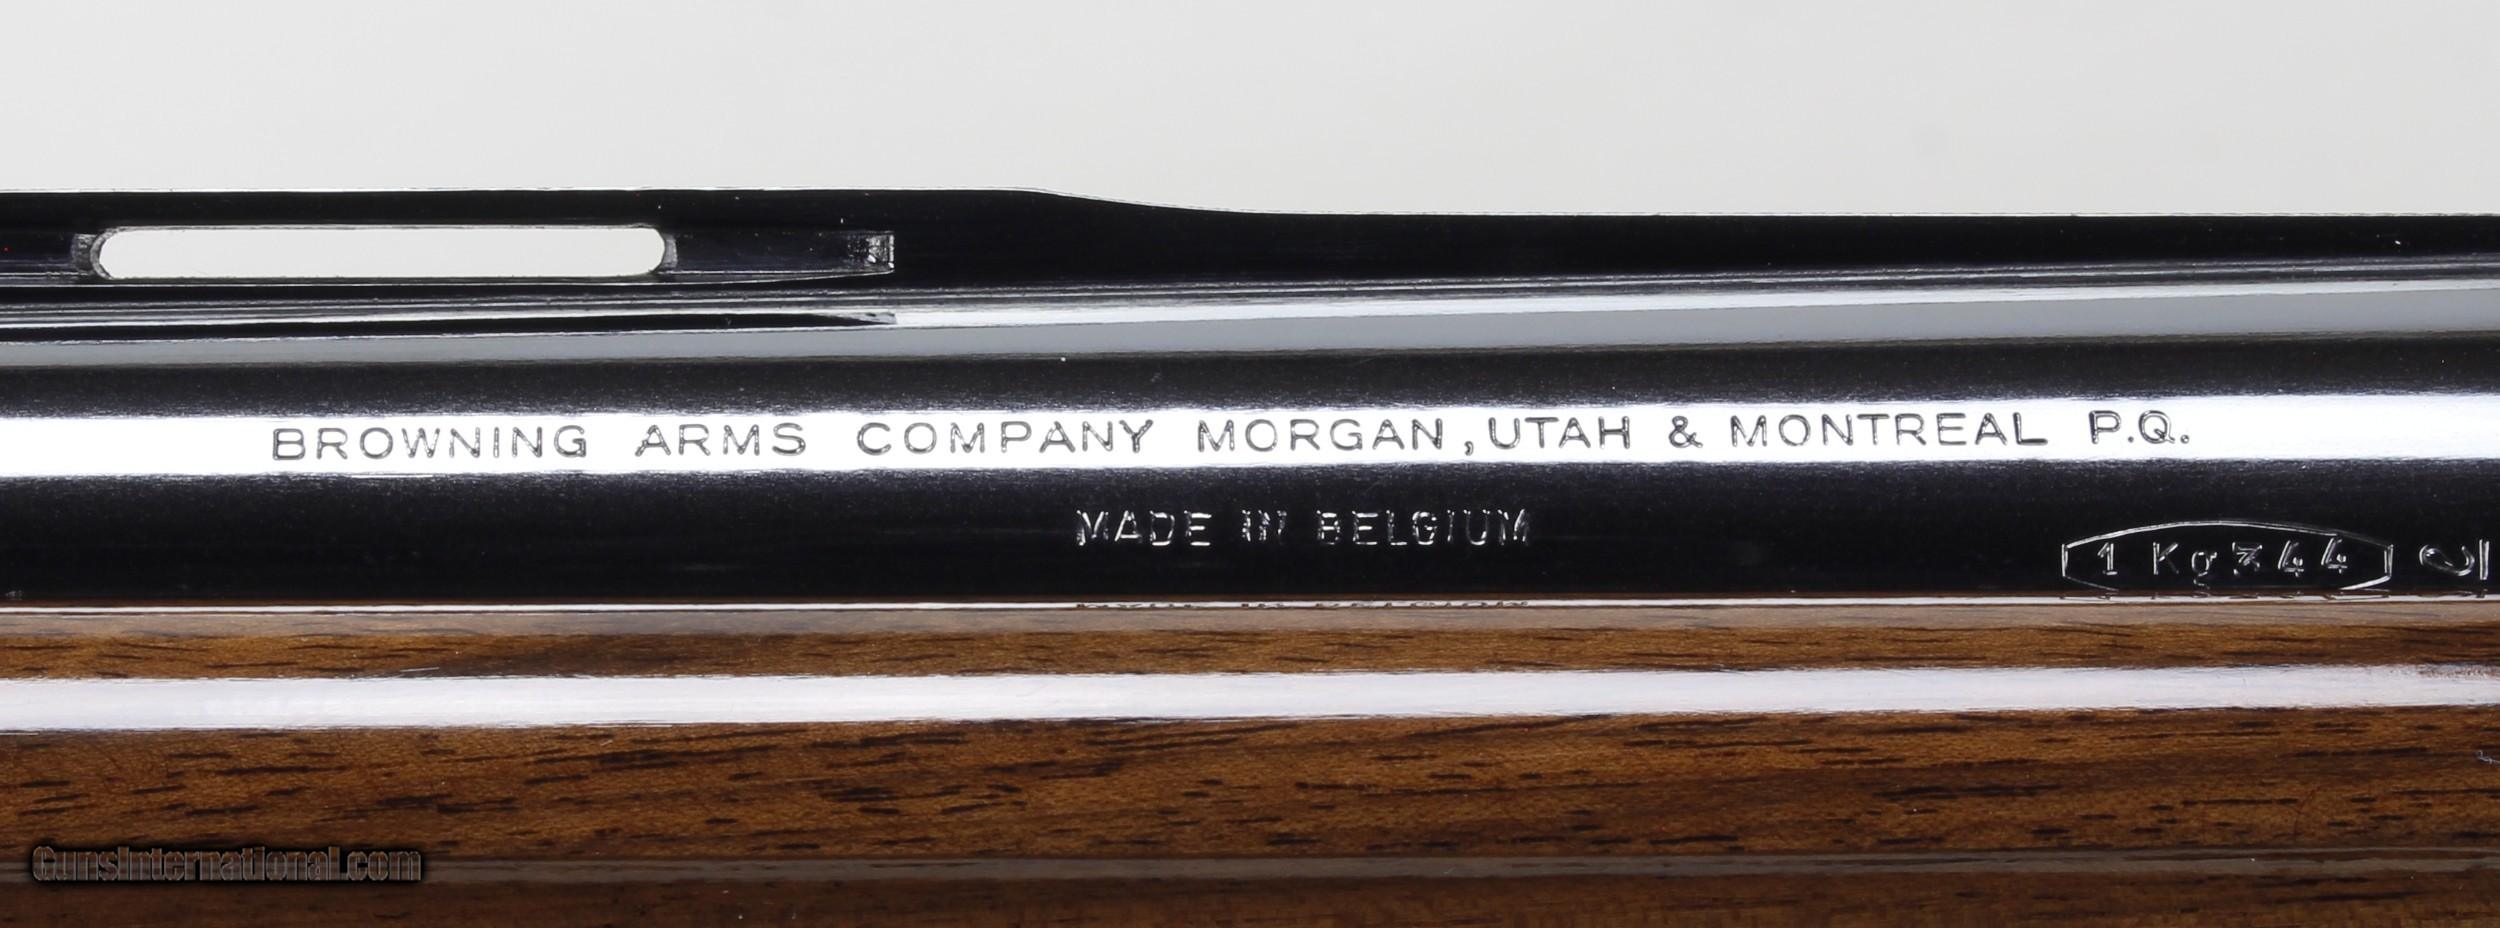 BROWNING ARMS COMPANY MORGAN, UTAH & MONTREAL P.Q.
MADE IN BELGIUM
1 Kg 344
GunsInternational.com